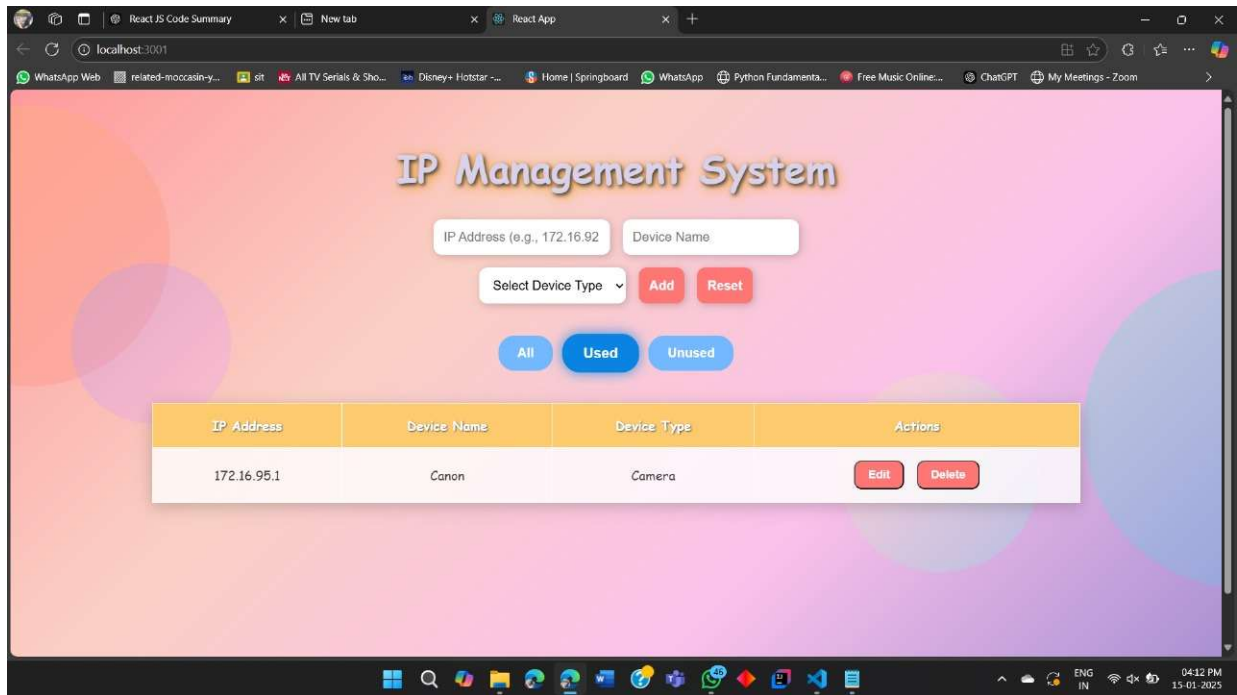 React JS Code Summary
New tab
React App
localhost:3001
WhatsApp Web related-moccasin-y... sit All TV Serials & Sho... Disney+ Hotstar -... Home | Springboard WhatsApp Python Fundamenta... Free Music Online:... ChatGPT My Meetings - Zoom
IP Management System
IP Address (e.g., 172.16.92 Device Name
Select Device Type Add Reset
All Used Unused
IP Address Device Name Device Type Actions
172.16.95.1 Canon Camera Edit Delete
46
ENG 04:12 PM
IN 15-01-2025